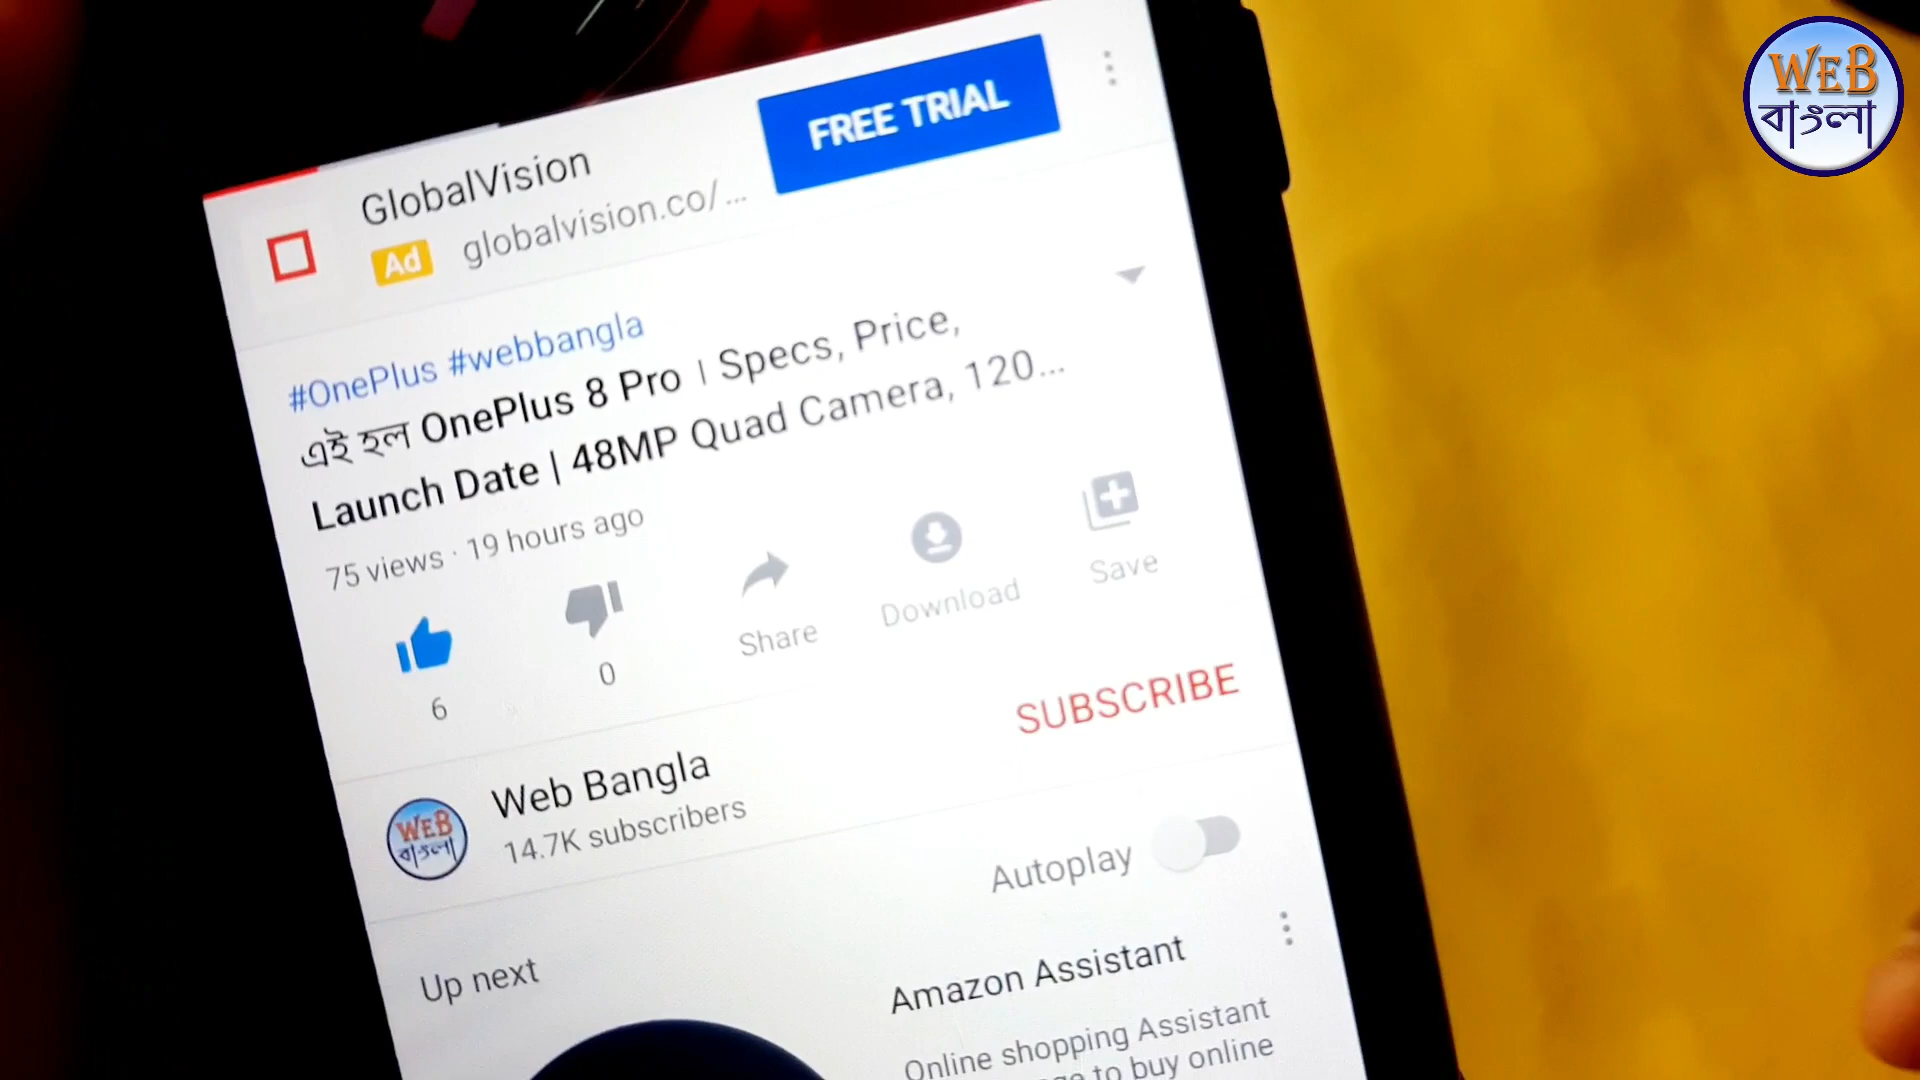 WEB
বাংলা
FREE TRIAL
GlobalVision
Ad globalvision.co/...
#OnePlus #webbangla
এই হল OnePlus 8 Pro । Specs, Price,
Launch Date | 48MP Quad Camera, 120...
75 views · 19 hours ago
6
0
Share
Download
Save
Web Bangla
14.7K subscribers
SUBSCRIBE
WEB
বাংলা
Autoplay
Up next
Amazon Assistant
Online shopping Assistant
to buy online